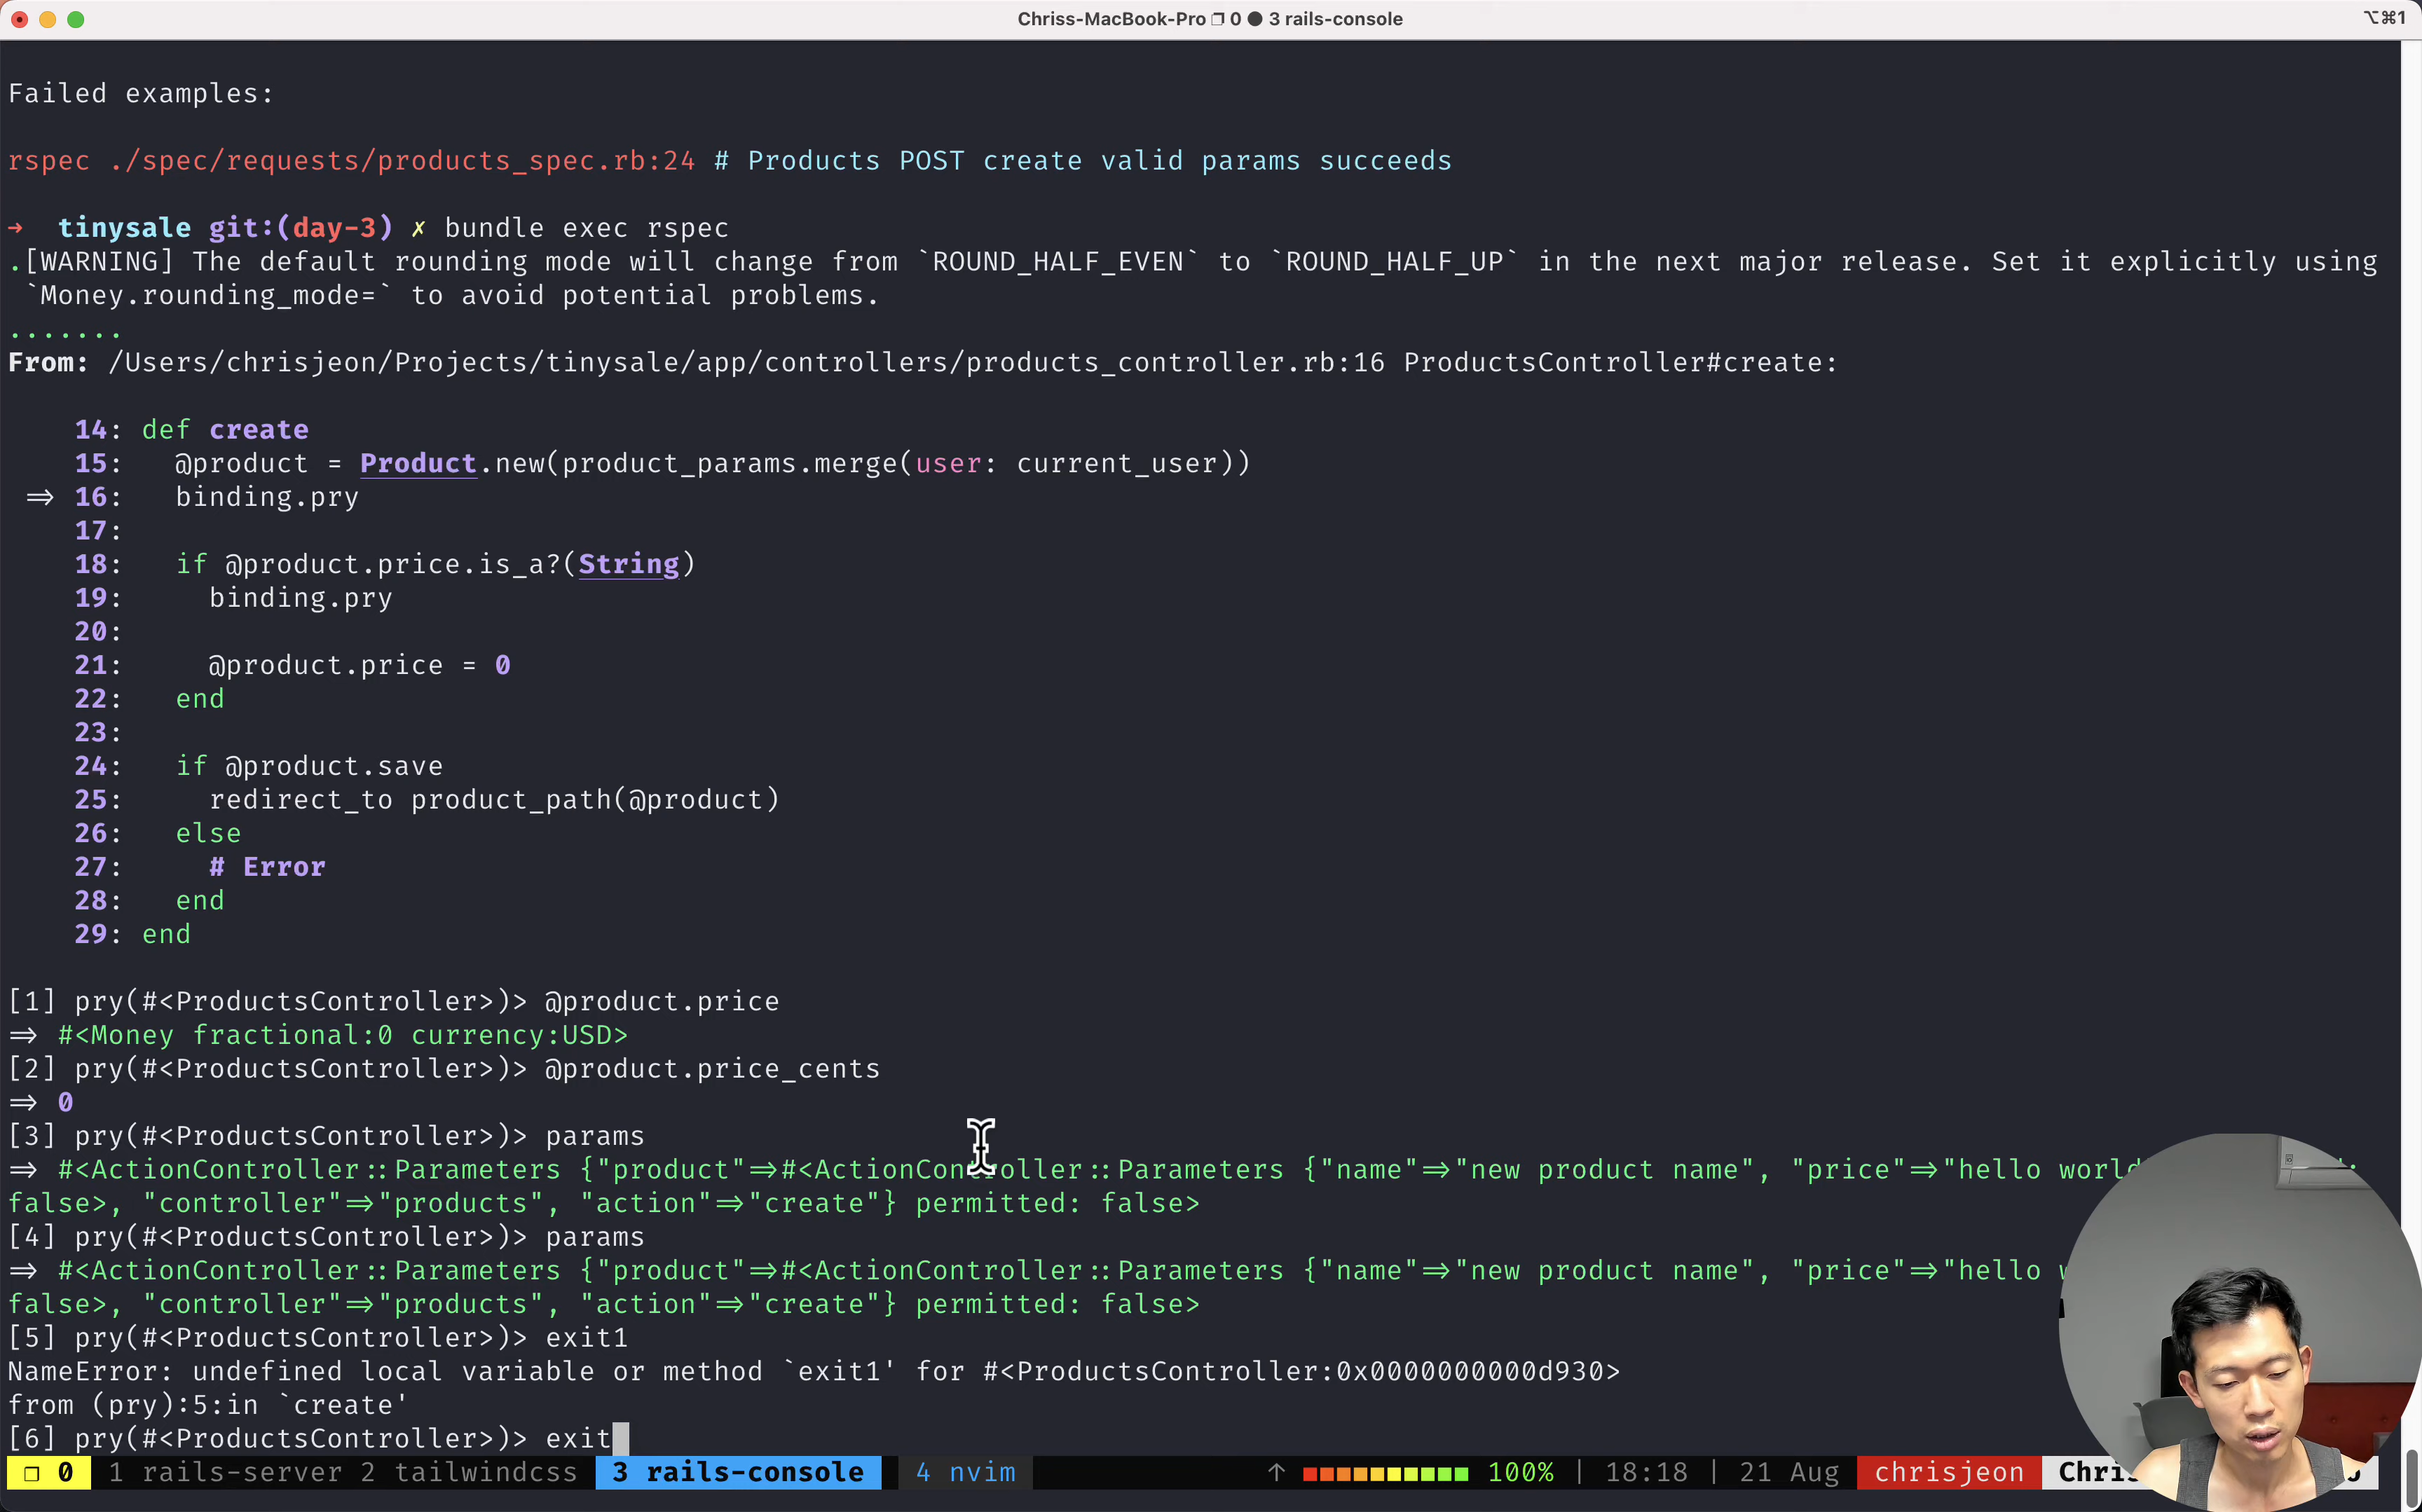 Chriss-MacBook-Pro ❐ 0 ● 3 rails-console
⌥⌘1
Failed examples:
rspec ./spec/requests/products_spec.rb:24 # Products POST create valid params succeeds
→ tinysale git:(day-3) ✗ bundle exec rspec
.[WARNING] The default rounding mode will change from `ROUND_HALF_EVEN` to `ROUND_HALF_UP` in the next major release. Set it explicitly using
`Money.rounding_mode=` to avoid potential problems.
.......
From: /Users/chrisjeon/Projects/tinysale/app/controllers/products_controller.rb:16 ProductsController#create:
14: def create
15: @product = Product.new(product_params.merge(user: current_user))
=> 16: binding.pry
17:
18: if @product.price.is_a?(String)
19: binding.pry
20:
21: @product.price = 0
22: end
23:
24: if @product.save
25: redirect_to product_path(@product)
26: else
27: # Error
28: end
29: end
[1] pry(#<ProductsController>)> @product.price
=> #<Money fractional:0 currency:USD>
[2] pry(#<ProductsController>)> @product.price_cents
=> 0
[3] pry(#<ProductsController>)> params
=> #<ActionController::Parameters {"product"=>#<ActionController::Parameters {"name"=>"new product name", "price"=>"hello world
false>, "controller"=>"products", "action"=>"create"} permitted: false>
[4] pry(#<ProductsController>)> params
=> #<ActionController::Parameters {"product"=>#<ActionController::Parameters {"name"=>"new product name", "price"=>"hello
false>, "controller"=>"products", "action"=>"create"} permitted: false>
[5] pry(#<ProductsController>)> exit1
NameError: undefined local variable or method `exit1' for #<ProductsController:0x0000000000d930>
from (pry):5:in `create'
[6] pry(#<ProductsController>)> exit
❐ 0 1 rails-server 2 tailwindcss 3 rails-console 4 nvim ↑ 100% | 18:18 | 21 Aug chrisjeon